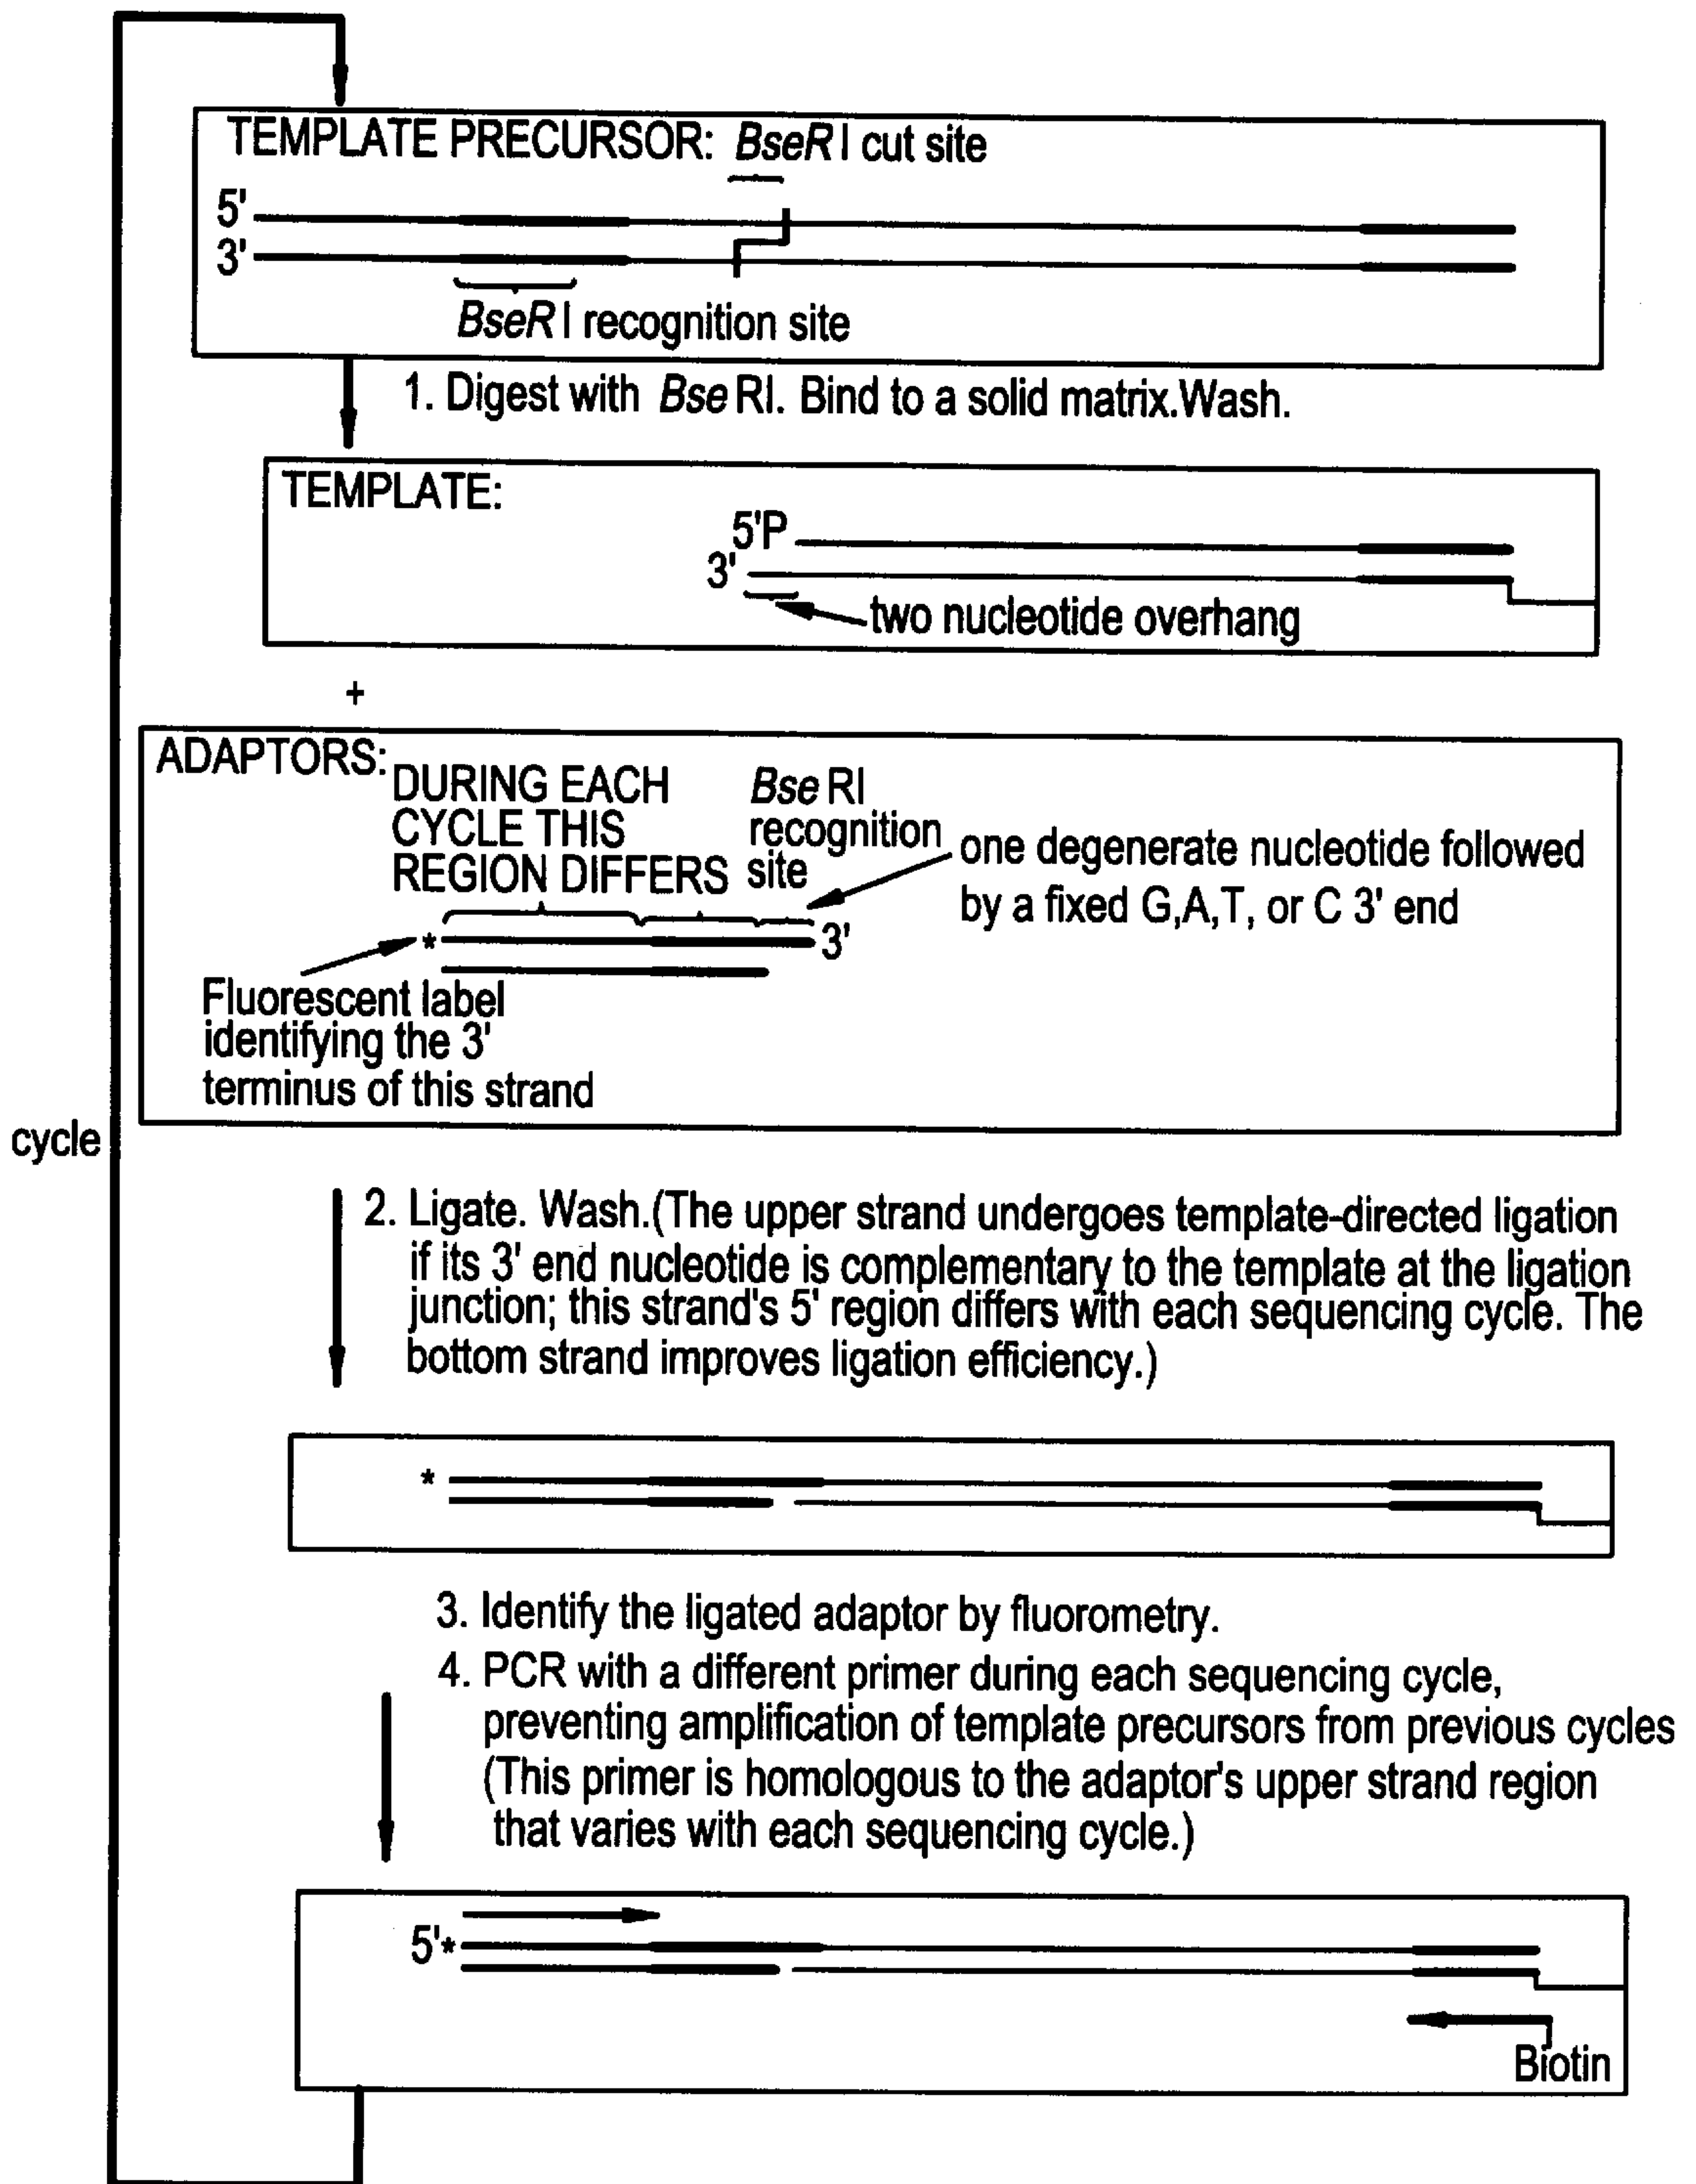 TEMPLATE PRECURSOR: BseR I cut site
5'
3'
BseR I recognition site
1. Digest with Bse RI. Bind to a solid matrix.Wash.
TEMPLATE:
5'P
3'
two nucleotide overhang
+
ADAPTORS:
DURING EACH
CYCLE THIS
REGION DIFFERS
Bse RI
recognition
site
one degenerate nucleotide followed
by a fixed G,A,T, or C 3' end
*
3'
Fluorescent label
identifying the 3'
terminus of this strand
cycle
2. Ligate. Wash.(The upper strand undergoes template-directed ligation
if its 3' end nucleotide is complementary to the template at the ligation
junction; this strand's 5' region differs with each sequencing cycle. The
bottom strand improves ligation efficiency.)
*
3. Identify the ligated adaptor by fluorometry.
4. PCR with a different primer during each sequencing cycle,
preventing amplification of template precursors from previous cycles
(This primer is homologous to the adaptor's upper strand region
that varies with each sequencing cycle.)
5'*
Biotin